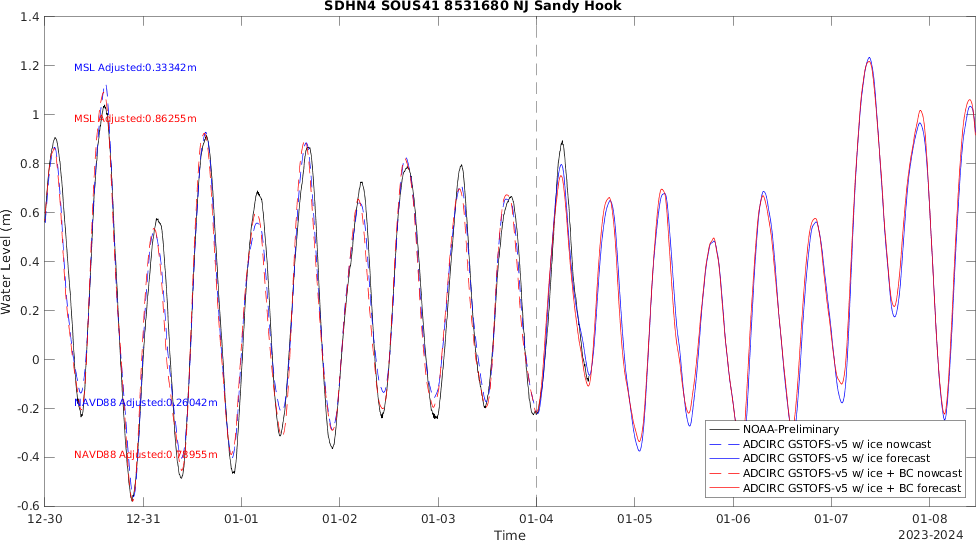 SDHN4 SOUS41 8531680 NJ Sandy Hook
1.4
1.2
1
0.8
0.6
0.4
0.2
0
-0.2
-0.4
-0.6
Water Level (m)
MSL Adjusted:0.33342m
MSL Adjusted:0.86255m
NAVD88 Adjusted:0.26042m
NAVD88 Adjusted:0.78955m
NOAA-Preliminary
ADCIRC GSTOFS-v5 w/ ice nowcast
ADCIRC GSTOFS-v5 w/ ice forecast
ADCIRC GSTOFS-v5 w/ ice + BC nowcast
ADCIRC GSTOFS-v5 w/ ice + BC forecast
12-30 12-31 01-01 01-02 01-03 01-04 01-05 01-06 01-07 01-08
Time
2023-2024